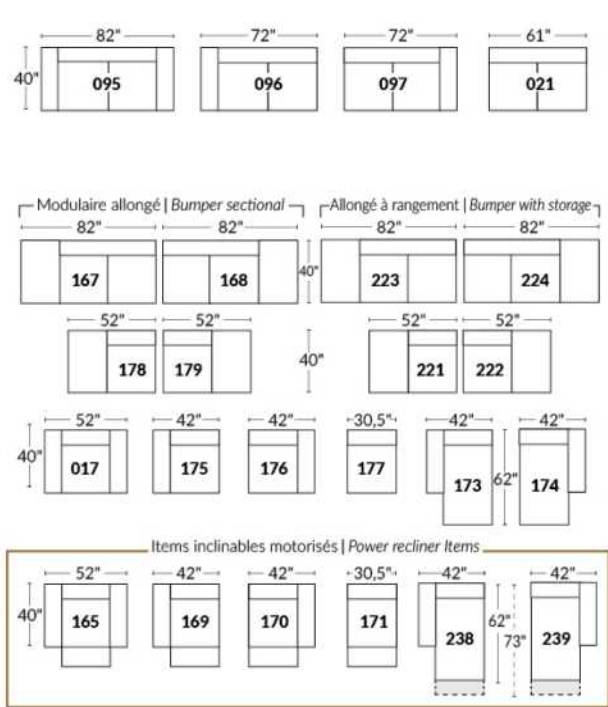 82" 72" 72" 61"
40" 095 096 097 021
Modulaire allongé | Bumper sectional Allongé à rangement | Bumper with storage
82" 82" 82" 82"
167 168 40" 223 224
52" 52" 52" 52"
178 179 40" 221 222
52" 42" 42" 30,5" 42" 42"
40" 017 175 176 177 173 62" 174
Items inclinables motorisés | Power recliner Items
52" 42" 42" 30,5" 42" 42"
40" 165 169 170 171 238 62" 73" 239